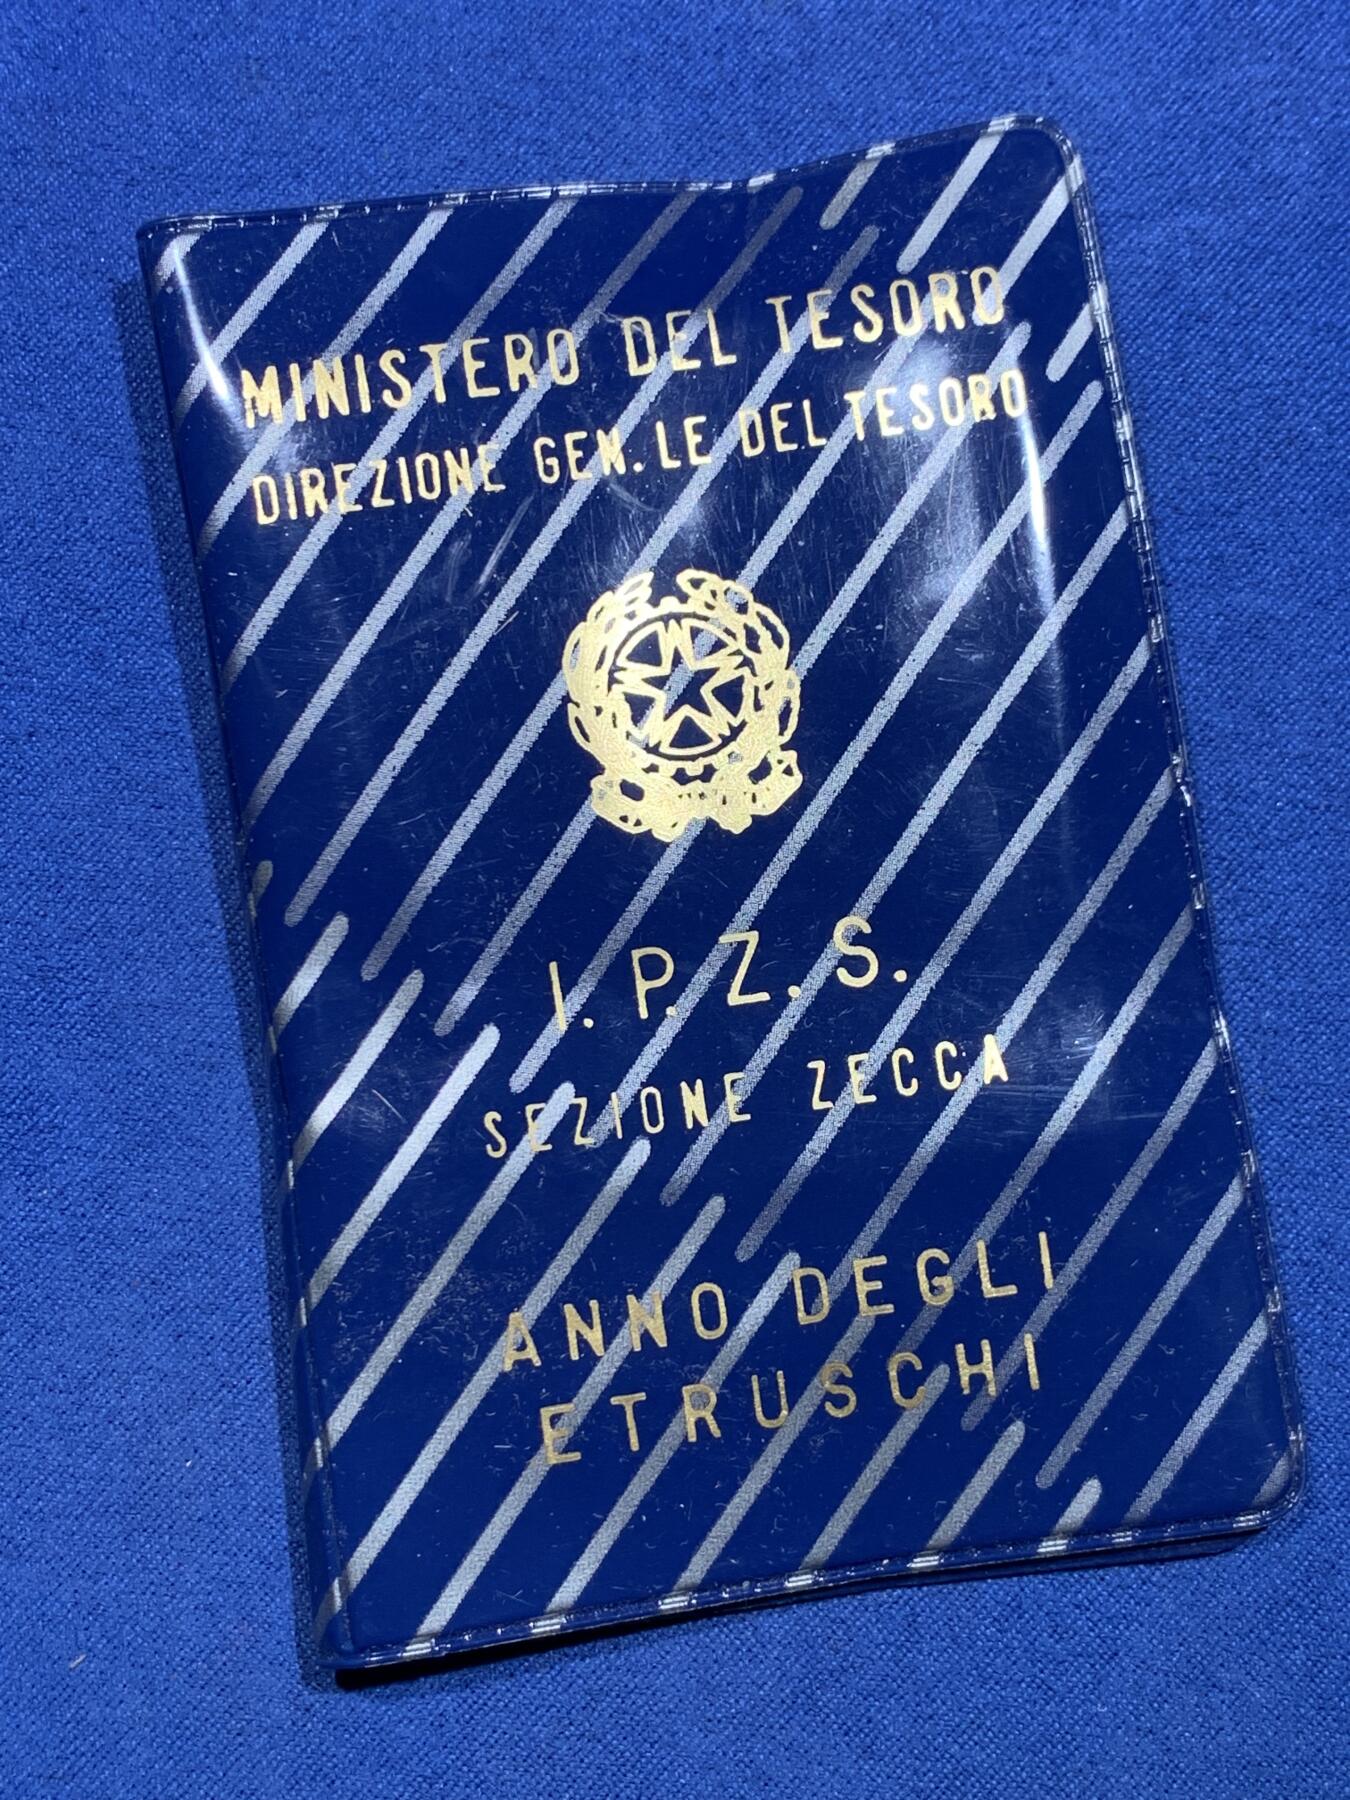 MINISTERO DEL TESORO
DIREZIONE GEN.LE DEL TESORO
I.P.Z.S.
SEZIONE ZECCA
ANNO DEGLI
ETRUSCHI